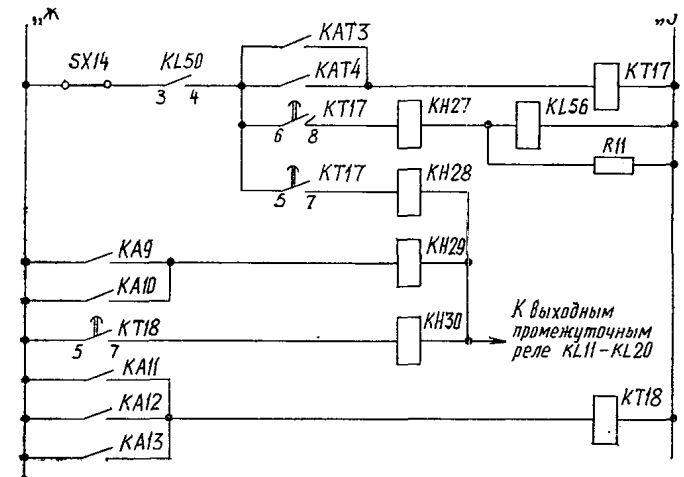 „Ж
„
SX14
KL50
3 4
KAT3
KAT4
KT17
6 8
KT17
KH27
KL56
R11
5 7
KT17
KH28
KA9
KA10
KH29
5 7
KT18
KH30
К выходным
промежуточным
реле KL11–KL20
KA11
KA12
KA13
KT18